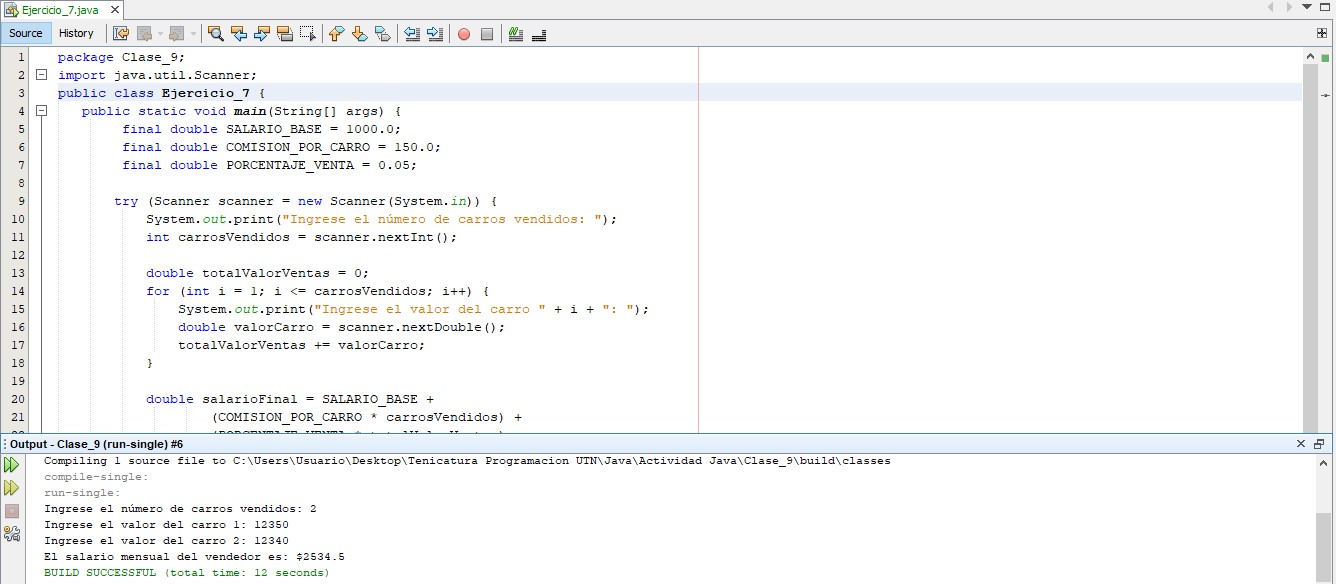 Ejercicio_7.java
Source History
1 package Clase_9;
2 import java.util.Scanner;
3 public class Ejercicio_7 {
4 public static void main(String[] args) {
5 final double SALARIO_BASE = 1000.0;
6 final double COMISION_POR_CARRO = 150.0;
7 final double PORCENTAJE_VENTA = 0.05;
8
9 try (Scanner scanner = new Scanner(System.in)) {
10 System.out.print("Ingrese el número de carros vendidos: ");
11 int carrosVendidos = scanner.nextInt();
12
13 double totalValorVentas = 0;
14 for (int i = 1; i <= carrosVendidos; i++) {
15 System.out.print("Ingrese el valor del carro " + i + ": ");
16 double valorCarro = scanner.nextDouble();
17 totalValorVentas += valorCarro;
18 }
19
20 double salarioFinal = SALARIO_BASE +
21 (COMISION_POR_CARRO * carrosVendidos) +
Output - Clase_9 (run-single) #6
Compiling 1 source file to C:\Users\Usuario\Desktop\Tenicatura Programacion UTN\Java\Actividad Java\Clase_9\build\classes
compile-single:
run-single:
Ingrese el número de carros vendidos: 2
Ingrese el valor del carro 1: 12350
Ingrese el valor del carro 2: 12340
El salario mensual del vendedor es: $2534.5
BUILD SUCCESSFUL (total time: 12 seconds)